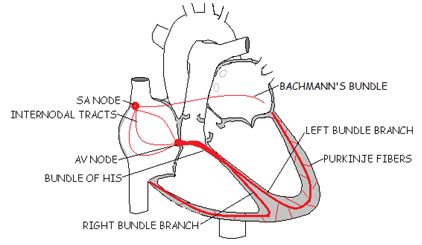 BACHMANN'S BUNDLE
SA NODE
INTERNODAL TRACTS
LEFT BUNDLE BRANCH
AV NODE
PURKINJE FIBERS
BUNDLE OF HIS
RIGHT BUNDLE BRANCH